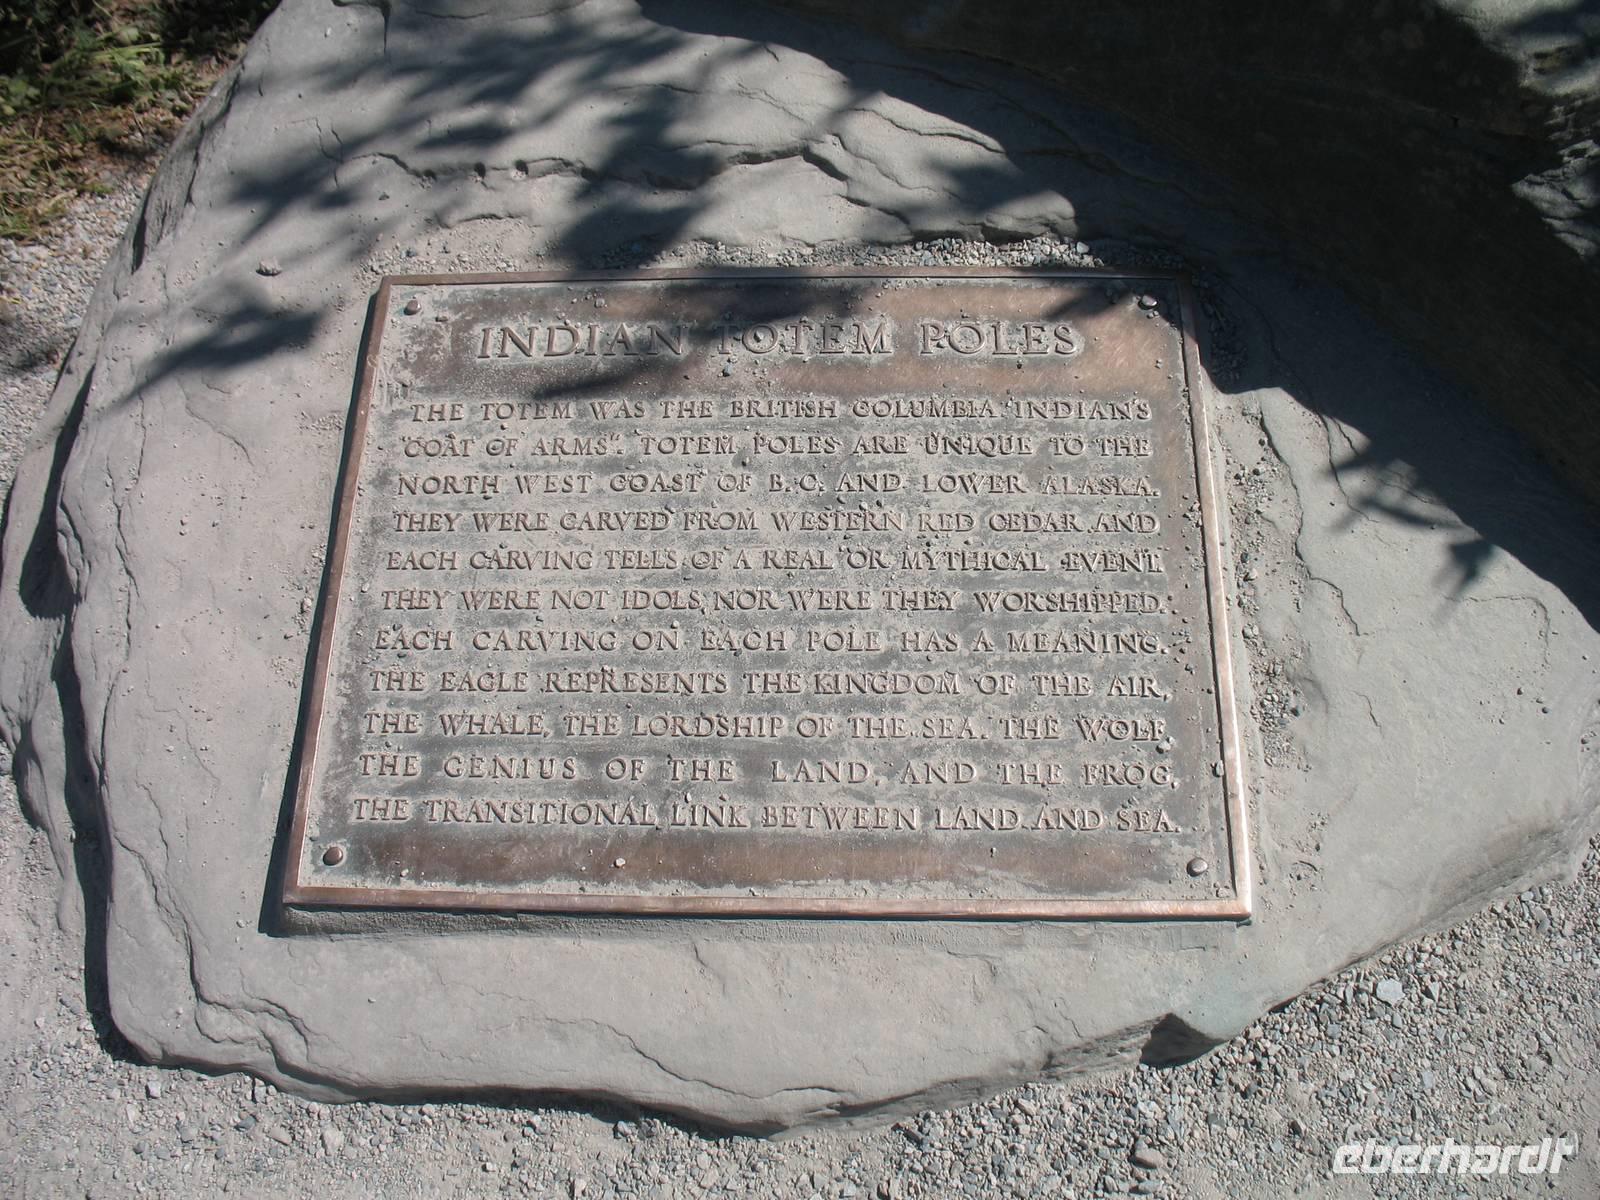 INDIAN TOTEM POLES
THE TOTEM WAS THE BRITISH COLUMBIA INDIAN'S
"COAT OF ARMS". TOTEM POLES ARE UNIQUE TO THE
NORTH WEST COAST OF B.C. AND LOWER ALASKA.
THEY WERE CARVED FROM WESTERN RED CEDAR AND
EACH CARVING TELLS OF A REAL OR MYTHICAL EVENT.
THEY WERE NOT IDOLS, NOR WERE THEY WORSHIPPED.
EACH CARVING ON EACH POLE HAS A MEANING.
THE EAGLE REPRESENTS THE KINGDOM OF THE AIR,
THE WHALE, THE LORDSHIP OF THE SEA. THE WOLF,
THE GENIUS OF THE LAND, AND THE FROG,
THE TRANSITIONAL LINK BETWEEN LAND AND SEA.
eberhardt